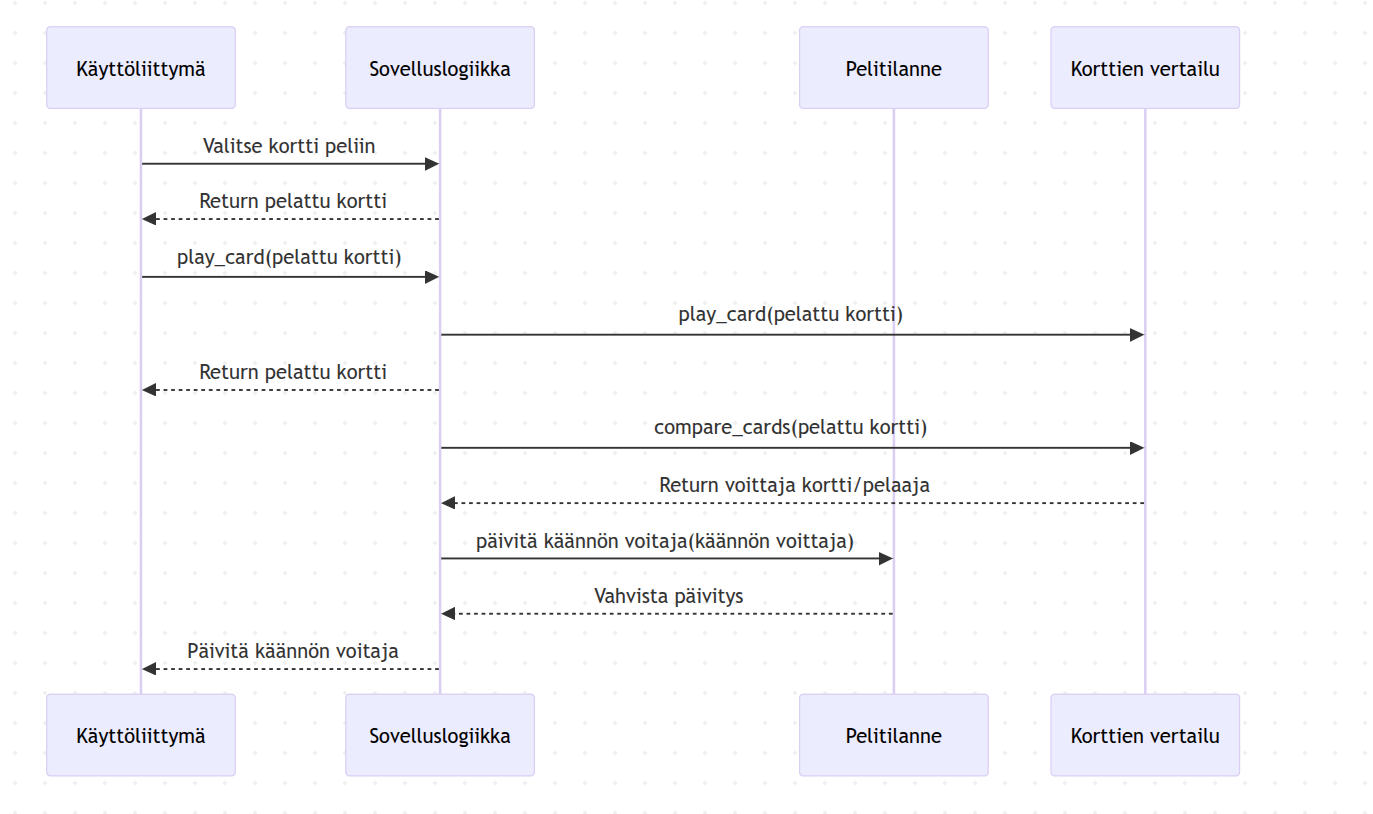 Käyttöliittymä
Sovelluslogiikka
Pelitilanne
Korttien vertailu
Valitse kortti peliin
Return pelattu kortti
play_card(pelattu kortti)
play_card(pelattu kortti)
Return pelattu kortti
compare_cards(pelattu kortti)
Return voittaja kortti/pelaaja
päivitä käännön voitaja(käännön voittaja)
Vahvista päivitys
Päivitä käännön voitaja
Käyttöliittymä
Sovelluslogiikka
Pelitilanne
Korttien vertailu